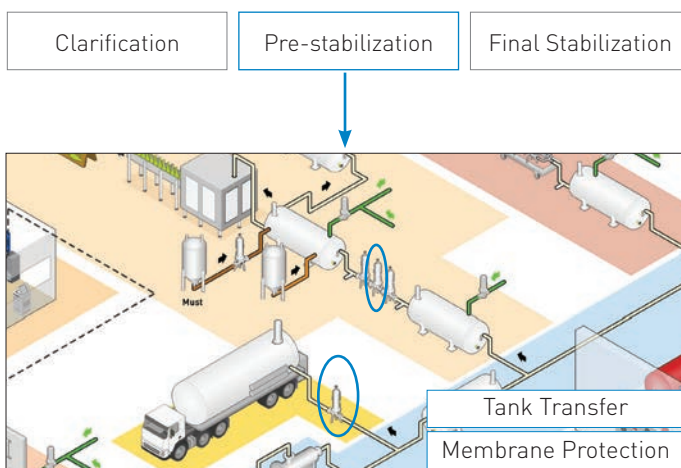 Clarification
Pre-stabilization
Final Stabilization
Must
Tank Transfer
Membrane Protection